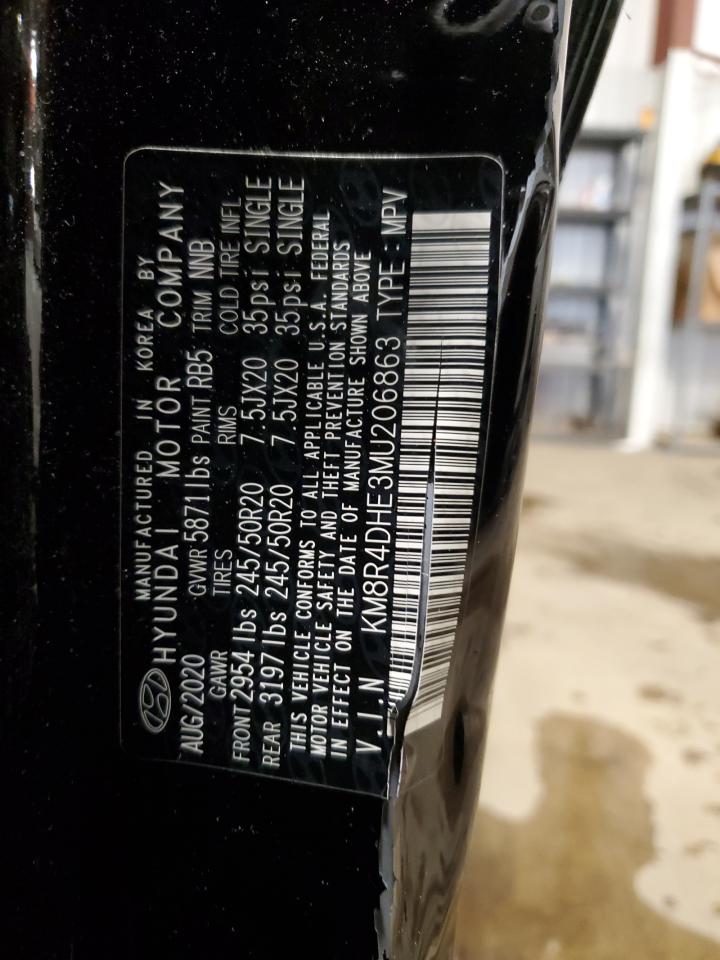 MANUFACTURED IN KOREA BY
HYUNDAI MOTOR COMPANY
AUG/2020 GVWR 5871lbs PAINT RB5 TRIM NNB
GAWR TIRES RIMS COLD TIRE INFL.
FRONT 2954 lbs 245/50R20 7.5JX20 35psi SINGLE
REAR 3197 lbs 245/50R20 7.5JX20 35psi SINGLE
THIS VEHICLE CONFORMS TO ALL APPLICABLE U.S.A. FEDERAL
MOTOR VEHICLE SAFETY AND THEFT PREVENTION STANDARDS
IN EFFECT ON THE DATE OF MANUFACTURE SHOWN ABOVE
V.I.N KM8R4DHE3MU206863 TYPE : MPV